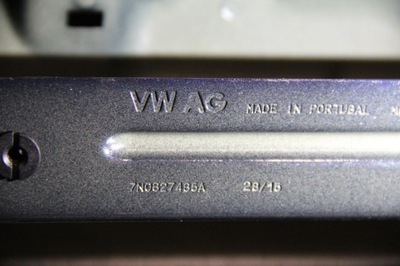 VW AG MADE IN PORTUGAL
7N0827485A 28/15